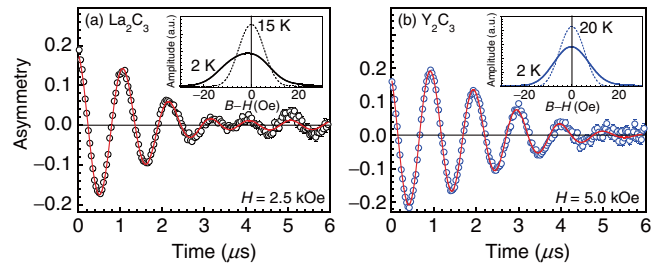 (a) La₂C₃
Asymmetry
0.2
0.1
0.0
−0.1
−0.2
0 1 2 3 4 5 6
Time (μs)
H = 2.5 kOe
Amplitude (a.u.)
15 K
2 K
−20 0 20
B–H (Oe)
(b) Y₂C₃
0.2
0.1
0.0
−0.1
−0.2
0 1 2 3 4 5 6
Time (μs)
H = 5.0 kOe
Amplitude (a.u.)
20 K
2 K
−20 0 20
B–H (Oe)